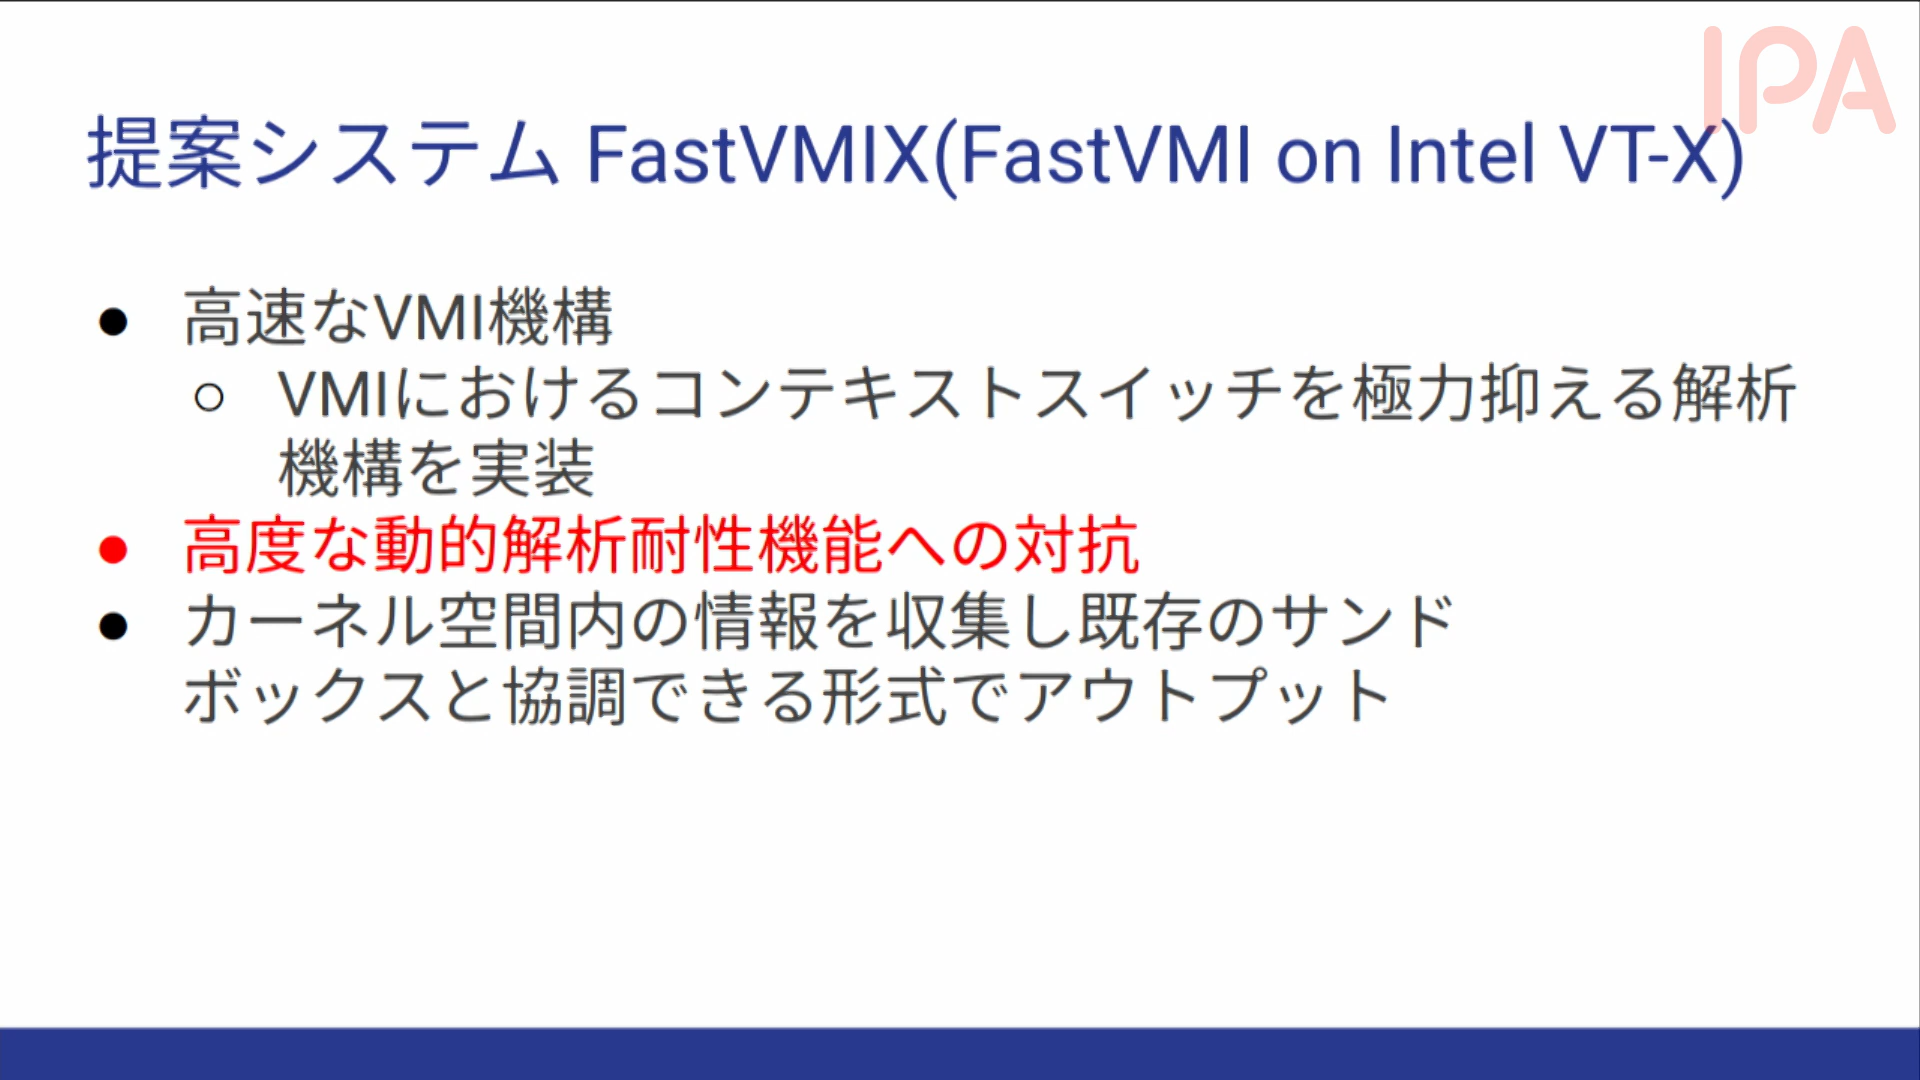 IPA
提案システム FastVMIX(FastVMI on Intel VT-X)
● 高速なVMI機構
○ VMIにおけるコンテキストスイッチを極力抑える解析
機構を実装
● 高度な動的解析耐性機能への対抗
● カーネル空間内の情報を収集し既存のサンド
ボックスと協調できる形式でアウトプット